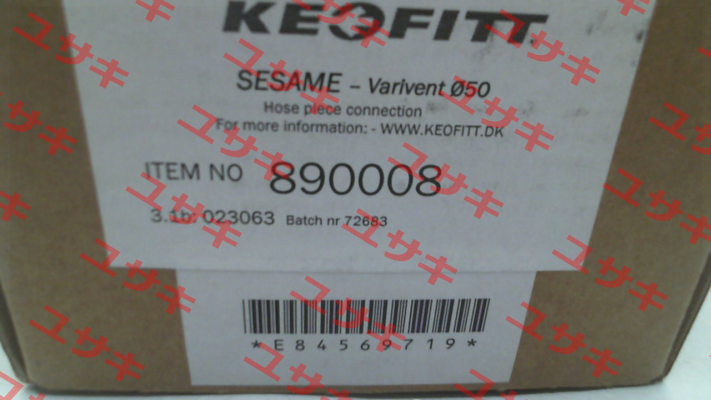 KEOFITT
SESAME – Varivent Ø50
Hose piece connection
For more information: - WWW.KEOFITT.DK
ITEM NO 890008
3.1b: 023063 Batch nr 72683
*E84569719*
ユサキ